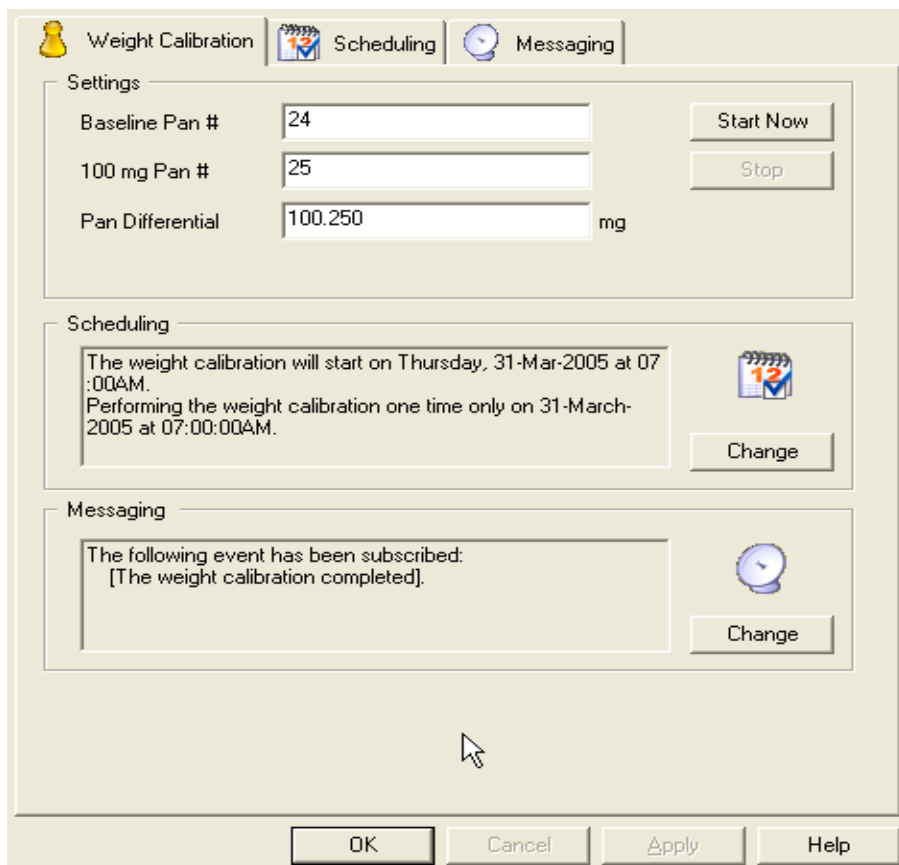 Weight Calibration
Scheduling
Messaging
Settings
Baseline Pan #
24
Start Now
100 mg Pan #
25
Stop
Pan Differential
100.250
mg
Scheduling
The weight calibration will start on Thursday, 31-Mar-2005 at 07
:00AM.
Performing the weight calibration one time only on 31-March-
2005 at 07:00:00AM.
12
Change
Messaging
The following event has been subscribed:
[The weight calibration completed].
Change
OK
Cancel
Apply
Help